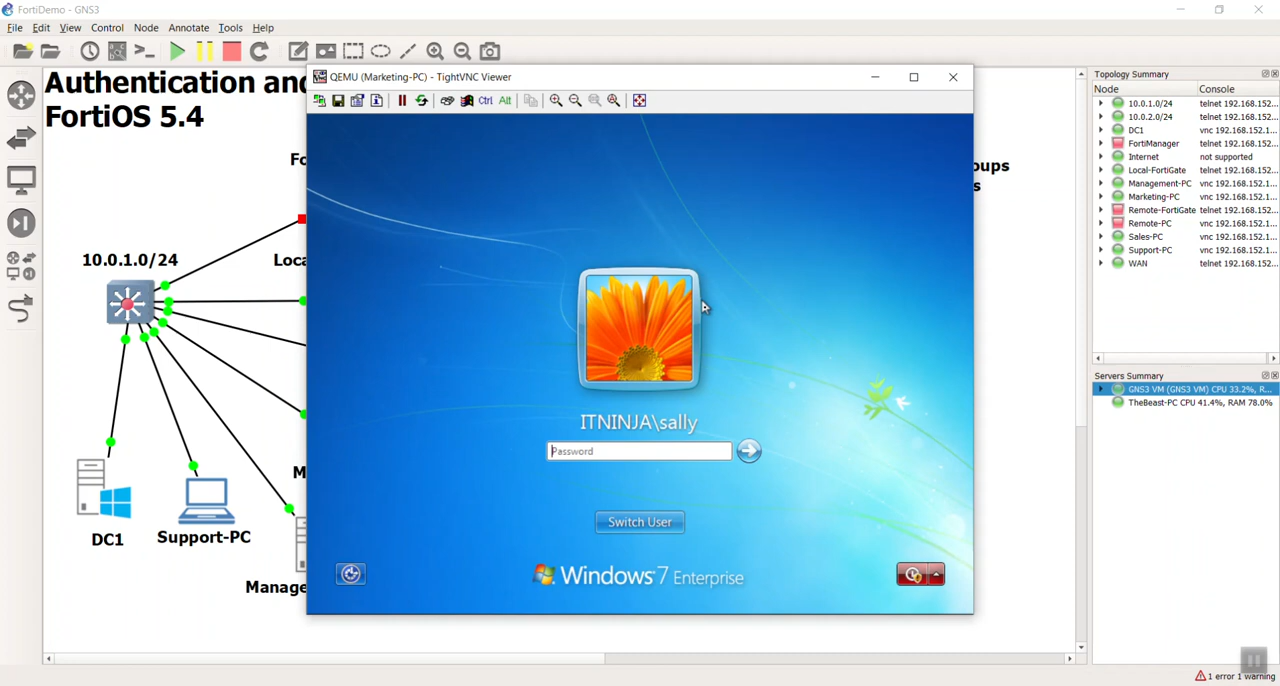 FortiDemo - GNS3
File Edit View Control Node Annotate Tools Help
Authentication and
FortiOS 5.4
Fo
oups
s
10.0.1.0/24
Loca
M
DC1
Support-PC
Manage
QEMU (Marketing-PC) - TightVNC Viewer
Ctrl Alt
ITNINJA\sally
Password
Switch User
Windows 7 Enterprise
Topology Summary
Node Console
10.0.1.0/24 telnet 192.168.152...
10.0.2.0/24 telnet 192.168.152...
DC1 vnc 192.168.152.1...
FortiManager telnet 192.168.152...
Internet not supported
Local-FortiGate telnet 192.168.152...
Management-PC vnc 192.168.152.1...
Marketing-PC vnc 192.168.152.1...
Remote-FortiGate telnet 192.168.152...
Remote-PC vnc 192.168.152.1...
Sales-PC vnc 192.168.152.1...
Support-PC vnc 192.168.152.1...
WAN telnet 192.168.152...
Servers Summary
GNS3 VM (GNS3 VM) CPU 33.2%, R...
TheBeast-PC CPU 41.4%, RAM 78.0%
1 error 1 warning